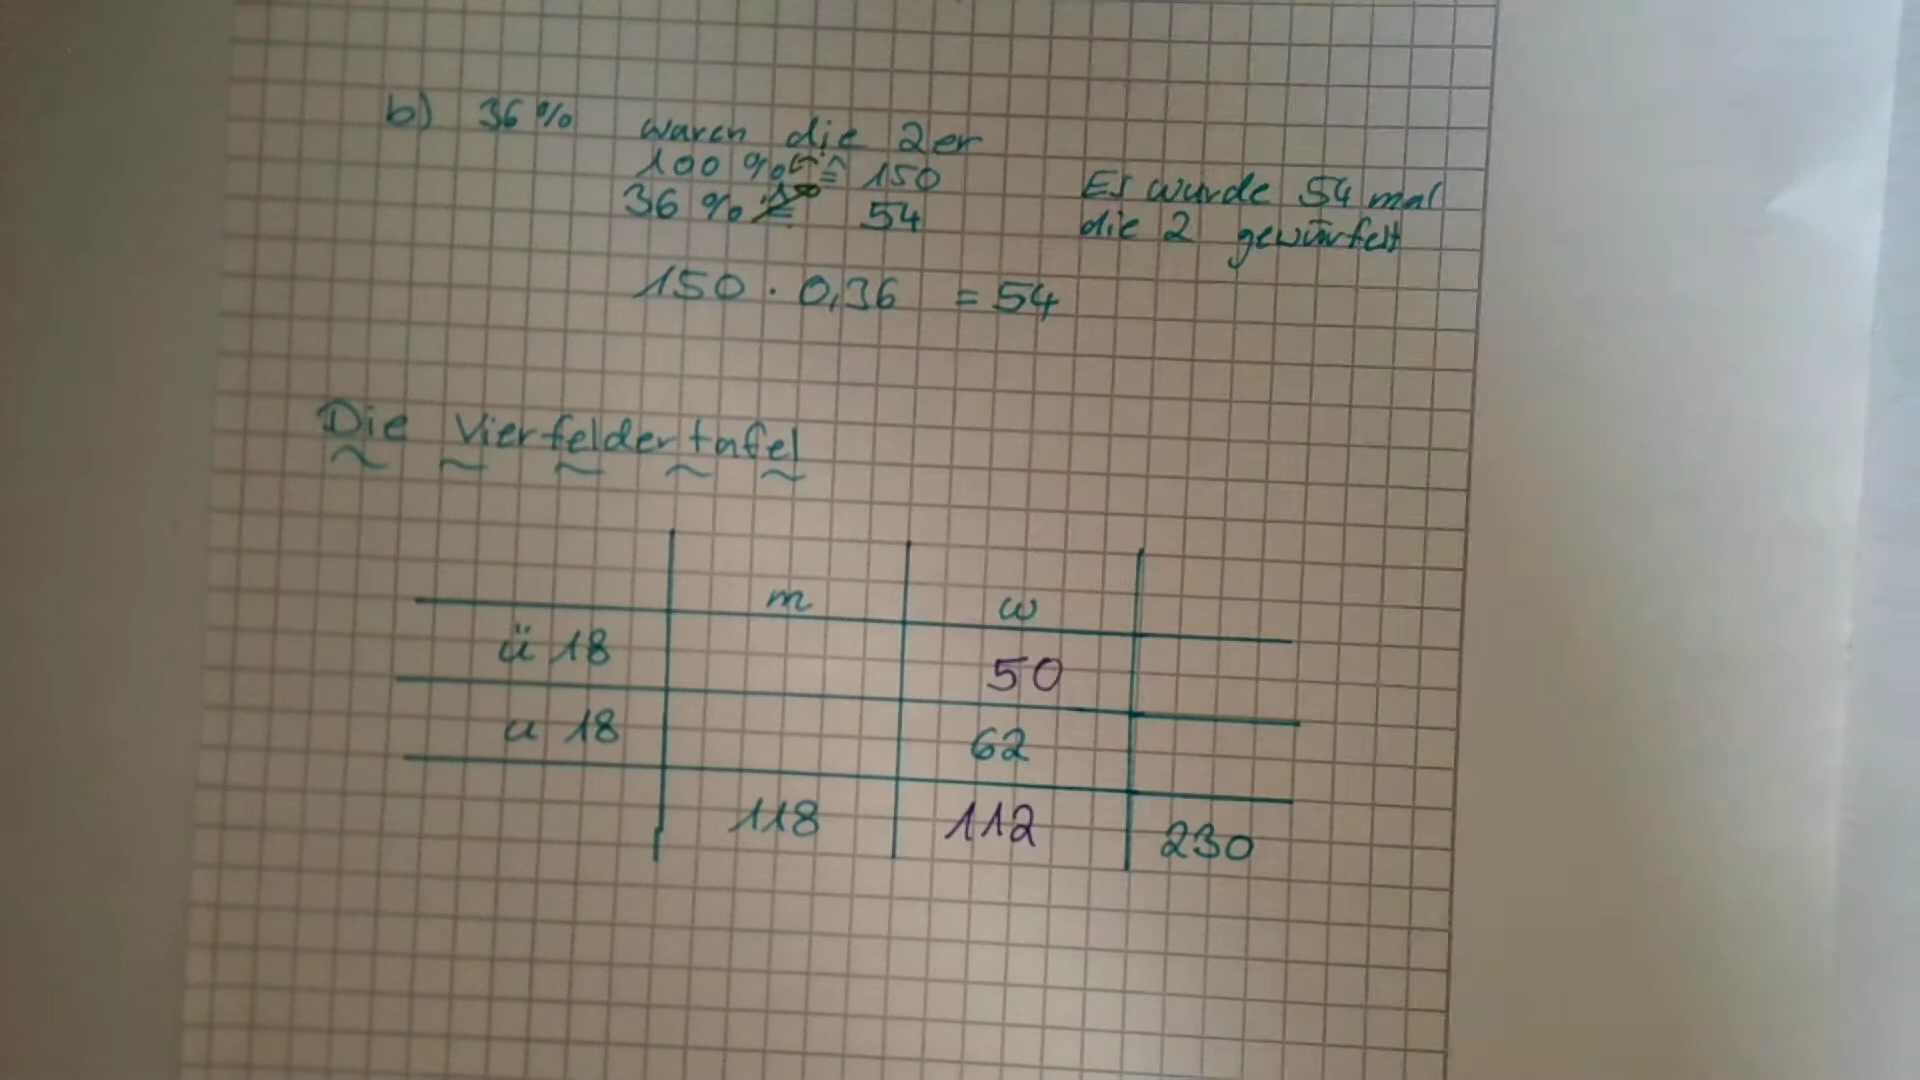 b) 36% waren die 2er
100 % ≙ 150
36 % 54
Es wurde 54 mal
die 2 gewürfelt
150 · 0,36 = 54
Die Vierfeldertafel
m w
ü 18 50
u 18 62
118 112 230